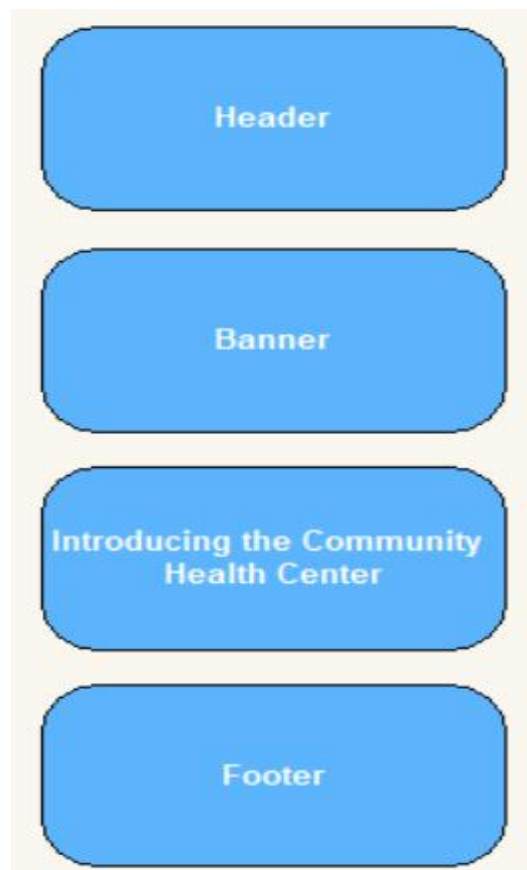 Header
Banner
Introducing the Community
Health Center
Footer